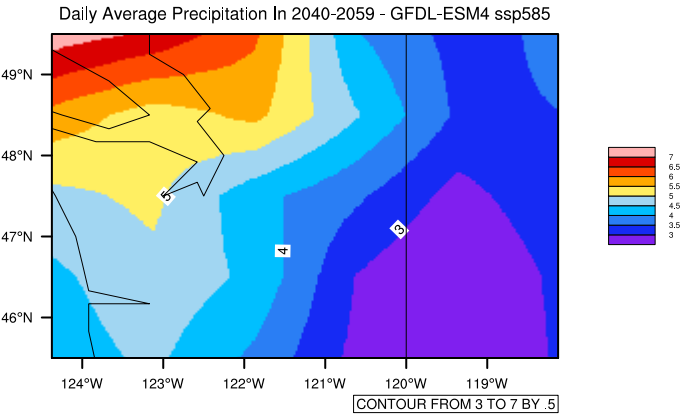 Daily Average Precipitation In 2040-2059 - GFDL-ESM4 ssp585
49°N
48°N
47°N
46°N
5
4
3
7
6.5
6
5.5
5
4.5
4
3.5
3
124°W 123°W 122°W 121°W 120°W 119°W
CONTOUR FROM 3 TO 7 BY .5